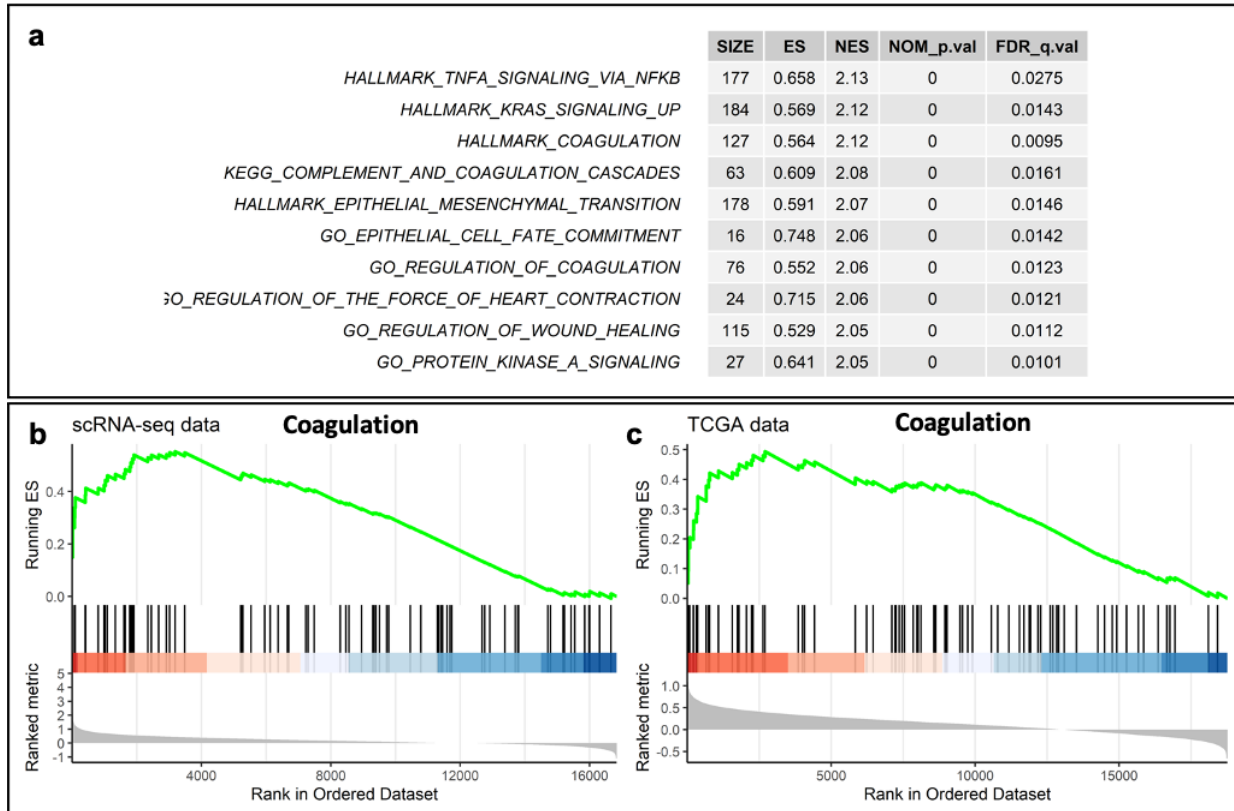 a
SIZE ES NES NOM_p.val FDR_q.val
HALLMARK_TNFA_SIGNALING_VIA_NFKB 177 0.658 2.13 0 0.0275
HALLMARK_KRAS_SIGNALING_UP 184 0.569 2.12 0 0.0143
HALLMARK_COAGULATION 127 0.564 2.12 0 0.0095
KEGG_COMPLEMENT_AND_COAGULATION_CASCADES 63 0.609 2.08 0 0.0161
HALLMARK_EPITHELIAL_MESENCHYMAL_TRANSITION 178 0.591 2.07 0 0.0146
GO_EPITHELIAL_CELL_FATE_COMMITMENT 16 0.748 2.06 0 0.0142
GO_REGULATION_OF_COAGULATION 76 0.552 2.06 0 0.0123
GO_REGULATION_OF_THE_FORCE_OF_HEART_CONTRACTION 24 0.715 2.06 0 0.0121
GO_REGULATION_OF_WOUND_HEALING 115 0.529 2.05 0 0.0112
GO_PROTEIN_KINASE_A_SIGNALING 27 0.641 2.05 0 0.0101
b scRNA-seq data Coagulation
Running ES
0.4
0.2
0.0
Ranked metric
5
4
3
2
1
0
-1
4000 8000 12000 16000
Rank in Ordered Dataset
c TCGA data Coagulation
Running ES
0.5
0.4
0.3
0.2
0.1
0.0
Ranked metric
1.0
0.5
0.0
-0.5
5000 10000 15000
Rank in Ordered Dataset